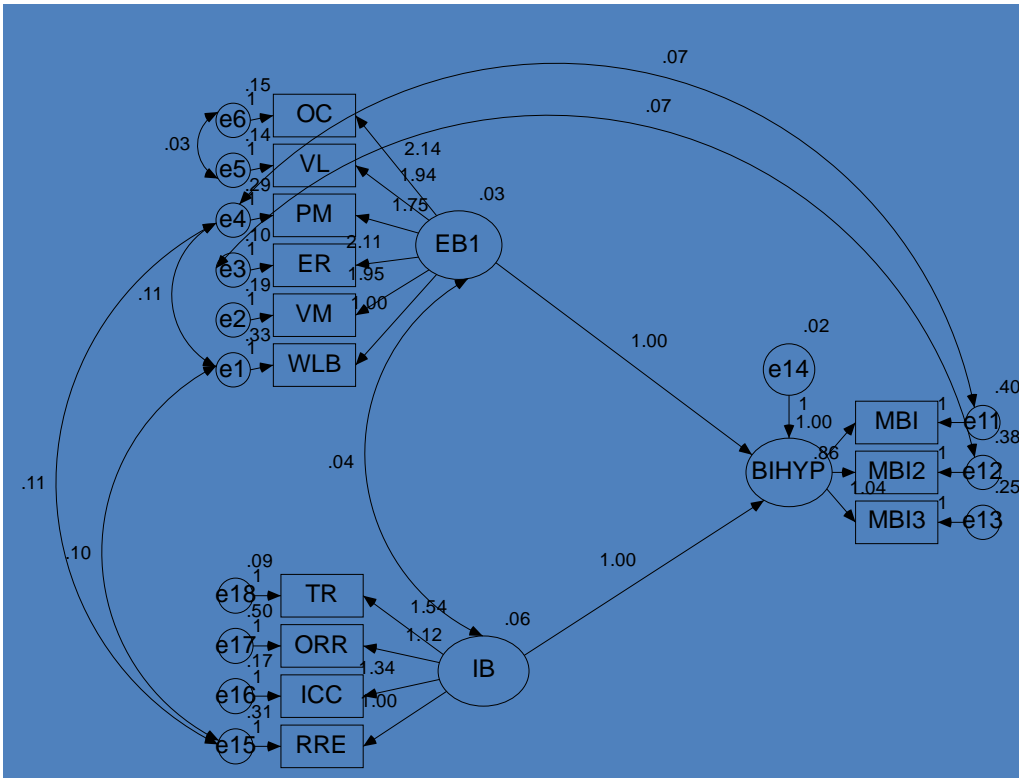 .07
.15
1
e6
OC
.07
.03
.14
1
e5
VL
2.14
1.94
.29
1
e4
PM
1.75
.03
EB1
.10
1
e3
ER
2.11
1.95
.11
.19
1
e2
VM
1.00
.33
1
e1
WLB
1.00
.02
e14
1
.40
1
e11
MBI
1.00
.38
1
e12
MBI2
.86
BIHYP
.25
1
e13
MBI3
1.04
.04
.11
.10
1.00
.09
1
e18
TR
1.54
.06
.50
1
e17
ORR
1.12
IB
.17
1
e16
ICC
1.34
1.00
.31
1
e15
RRE